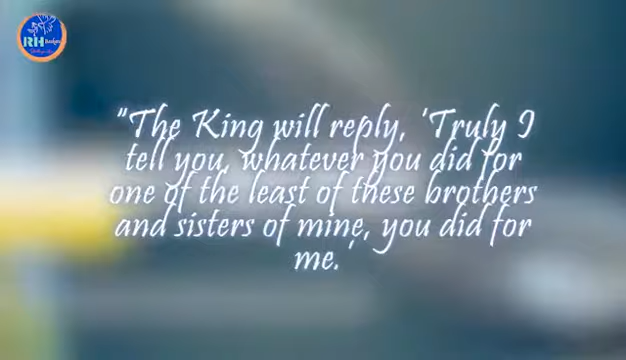 RH
"The King will reply, 'Truly I
tell you, whatever you did for
one of the least of these brothers
and sisters of mine, you did for
me.'